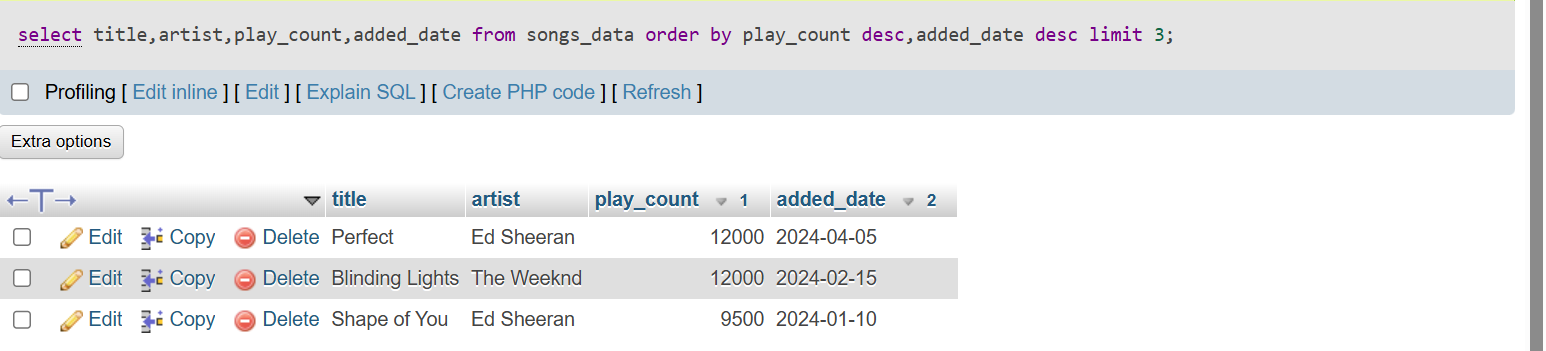 select title,artist,play_count,added_date from songs_data order by play_count desc,added_date desc limit 3;
Profiling [ Edit inline ] [ Edit ] [ Explain SQL ] [ Create PHP code ] [ Refresh ]
Extra options
←T→ title artist play_count 1 added_date 2
Edit Copy Delete Perfect Ed Sheeran 12000 2024-04-05
Edit Copy Delete Blinding Lights The Weeknd 12000 2024-02-15
Edit Copy Delete Shape of You Ed Sheeran 9500 2024-01-10